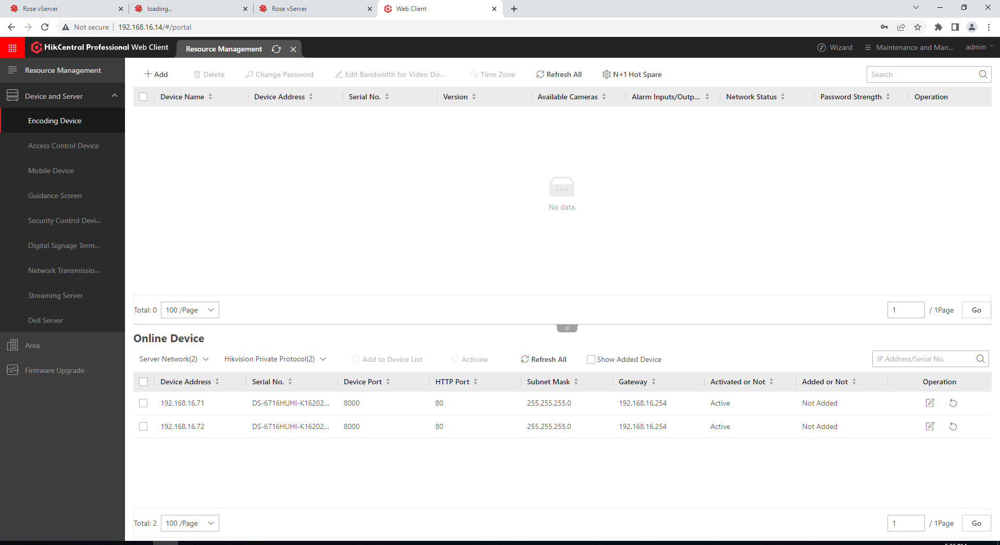 Rose vServer
loading...
Rose vServer
Web Client
Not secure
192.168.16.14/#/portal
HikCentral Professional Web Client
Resource Management
Wizard
Maintenance and Man...
admin
Resource Management
Device and Server
Encoding Device
Access Control Device
Mobile Device
Guidance Screen
Security Control Devi...
Digital Signage Term...
Network Transmissio...
Streaming Server
Dell Server
Area
Firmware Upgrade
Add Delete Change Password Edit Bandwidth for Video Do... Time Zone Refresh All N+1 Hot Spare Search
Device Name Device Address Serial No. Version Available Cameras Alarm Inputs/Outp... Network Status Password Strength Operation
No data.
Total: 0 100 /Page 1 / 1Page Go
Online Device
Server Network(2) Hikvision Private Protocol(2) Add to Device List Activate Refresh All Show Added Device IP Address/Serial No.
Device Address Serial No. Device Port HTTP Port Subnet Mask Gateway Activated or Not Added or Not Operation
192.168.16.71 DS-6716HUHI-K16202... 8000 80 255.255.255.0 192.168.16.254 Active Not Added
192.168.16.72 DS-6716HUHI-K16202... 8000 80 255.255.255.0 192.168.16.254 Active Not Added
Total: 2 100 /Page 1 / 1Page Go